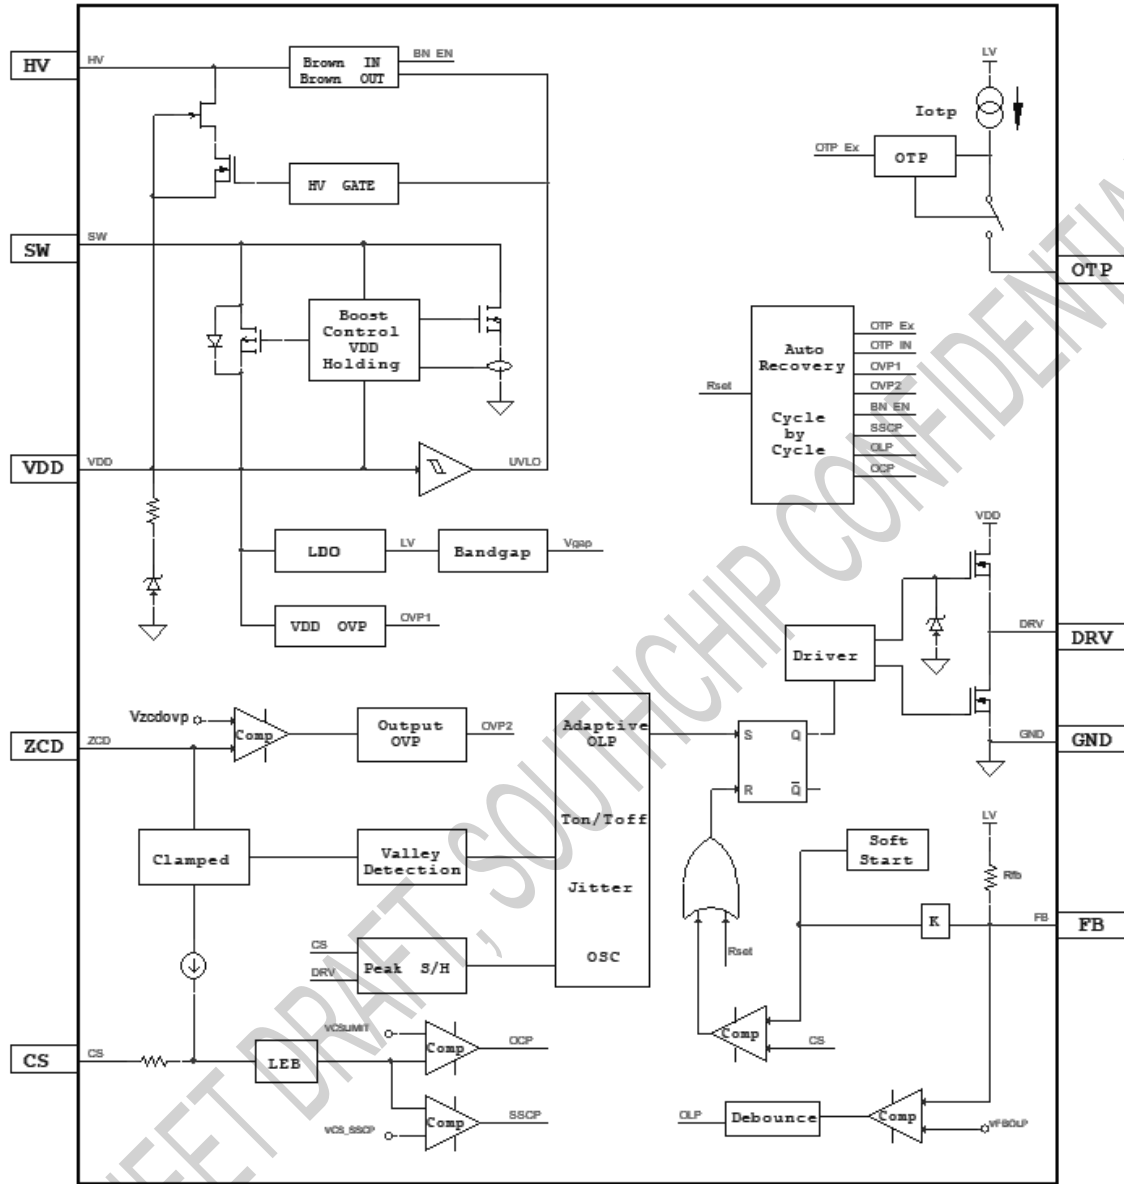 HV
HV
Brown IN
Brown OUT
BN EN
LV
Iotp
OTP Ex
OTP
HV GATE
SW
SW
OTP
Boost
Control
VDD
Holding
Auto
Recovery
Cycle
by
Cycle
Rset
OTP Ex
OTP IN
OVP1
OVP2
BN EN
SSCP
OLP
OCP
VDD
VDD
UVLO
LDO
LV
Bandgap
Vgap
VDD OVP
OVP1
VDD
Driver
DRV
DRV
GND
GND
Vzcdovp
ZCD
ZCD
Comp
Output
OVP
OVP2
Adaptive
OLP
Ton/Toff
Jitter
OSC
S
Q
R
Q̅
Clamped
Valley
Detection
Soft
Start
LV
Rfb
K
FB
FB
CS
DRV
Peak S/H
Rset
Comp
CS
CS
CS
LEB
VCSLIMIT
Comp
OCP
VCS_SSCP
Comp
SSCP
OLP
Debounce
Comp
VFBOLP
EET DRAFT, SOUTHCHIP CONFIDENTIA